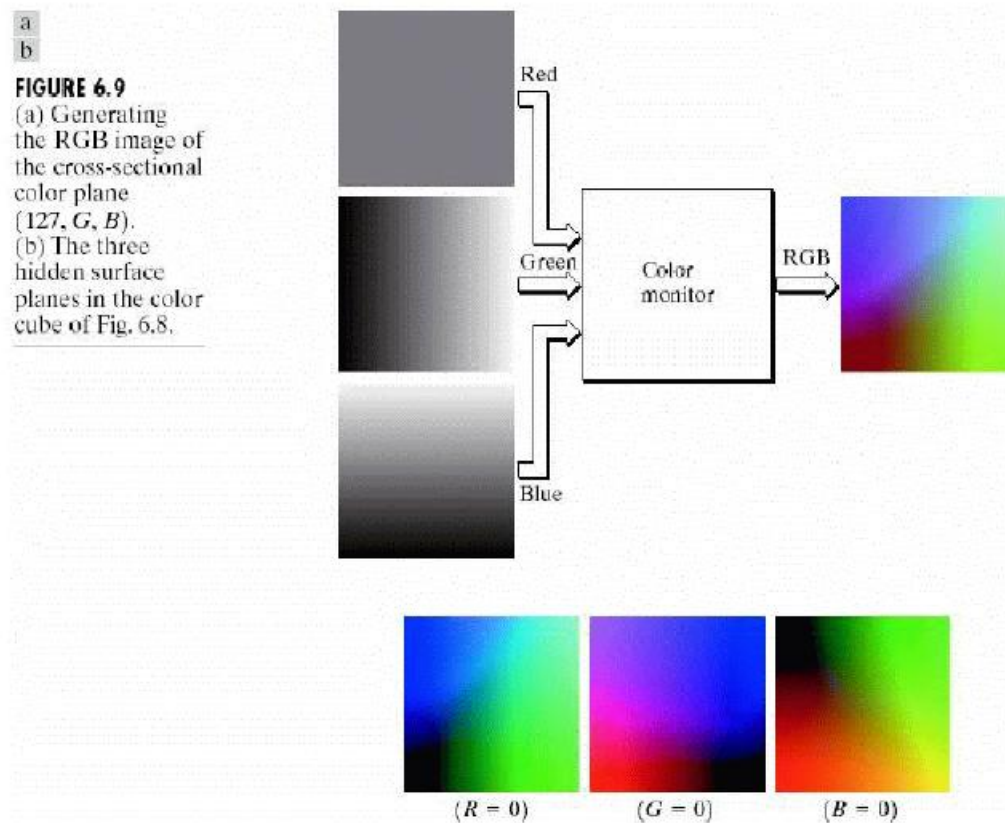 a
b
FIGURE 6.9
(a) Generating
the RGB image of
the cross-sectional
color plane
(127, G, B).
(b) The three
hidden surface
planes in the color
cube of Fig. 6.8.
Red
Green
Blue
Color
monitor
RGB
(R = 0)
(G = 0)
(B = 0)